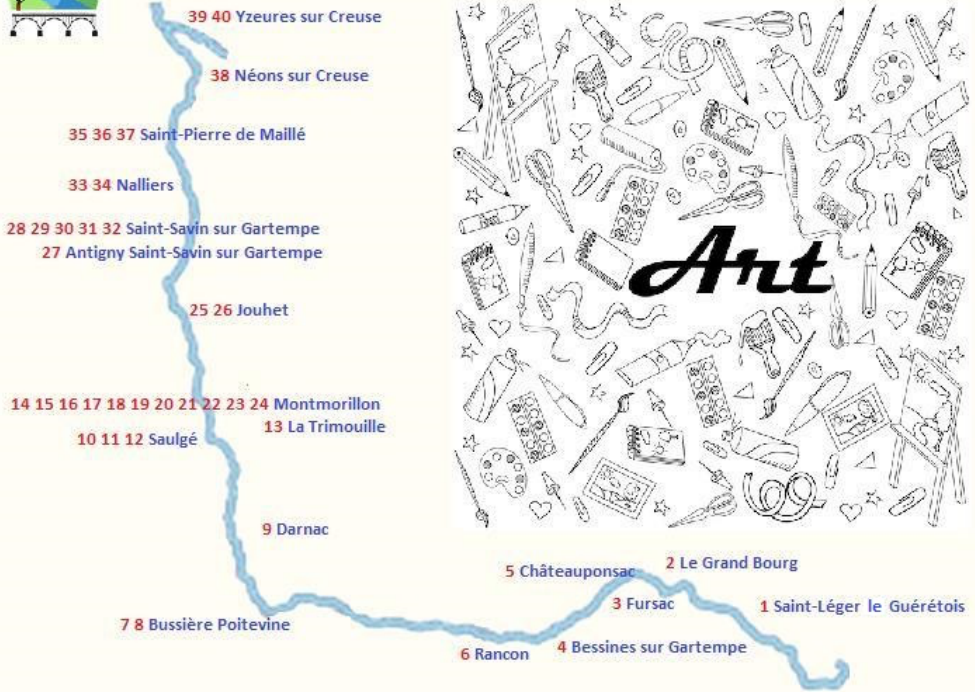 39 40 Yzeures sur Creuse
38 Néons sur Creuse
35 36 37 Saint-Pierre de Maillé
33 34 Nalliers
28 29 30 31 32 Saint-Savin sur Gartempe
27 Antigny Saint-Savin sur Gartempe
25 26 Jouhet
14 15 16 17 18 19 20 21 22 23 24 Montmorillon
13 La Trimouille
10 11 12 Saulgé
9 Darnac
7 8 Bussière Poitevine
Art
5 Châteauponsac
2 Le Grand Bourg
3 Fursac
1 Saint-Léger le Guérétois
4 Bessines sur Gartempe
6 Rancon